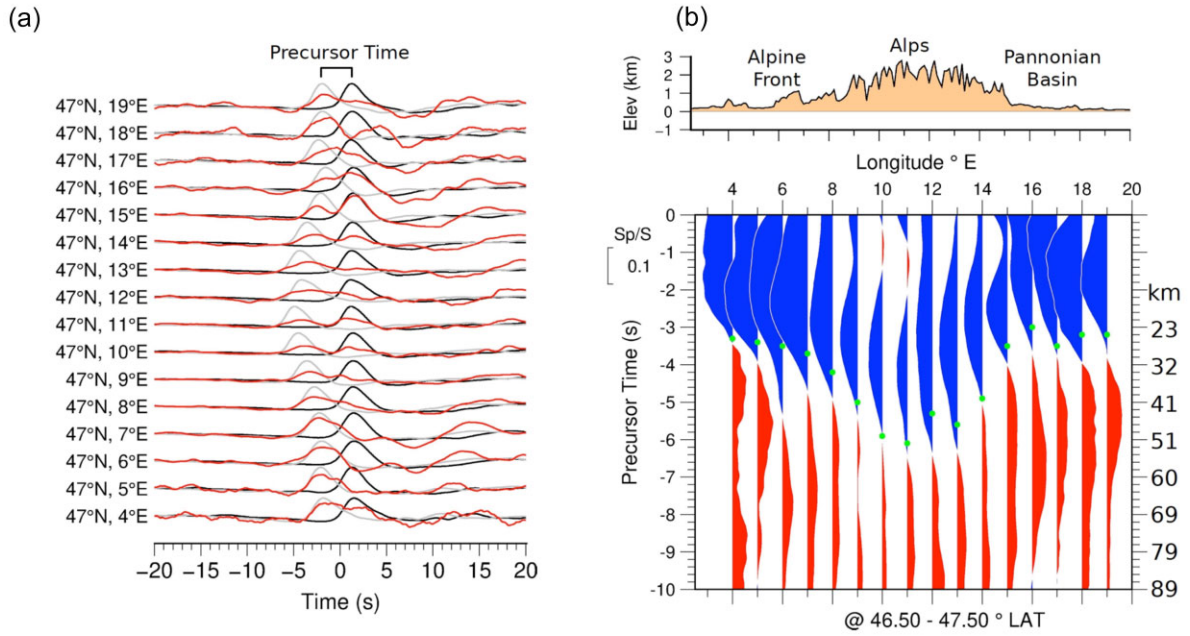 (a)
Precursor Time
47°N, 19°E
47°N, 18°E
47°N, 17°E
47°N, 16°E
47°N, 15°E
47°N, 14°E
47°N, 13°E
47°N, 12°E
47°N, 11°E
47°N, 10°E
47°N, 9°E
47°N, 8°E
47°N, 7°E
47°N, 6°E
47°N, 5°E
47°N, 4°E
−20 −15 −10 −5 0 5 10 15 20
Time (s)
(b)
Elev (km)
3
2
1
0
−1
Alpine
Front
Alps
Pannonian
Basin
Longitude ° E
4 6 8 10 12 14 16 18 20
Precursor Time (s)
0
-1
-2
-3
-4
-5
-6
-7
-8
-9
-10
Sp/S
0.1
km
23
32
41
51
60
69
79
89
@ 46.50 - 47.50 ° LAT